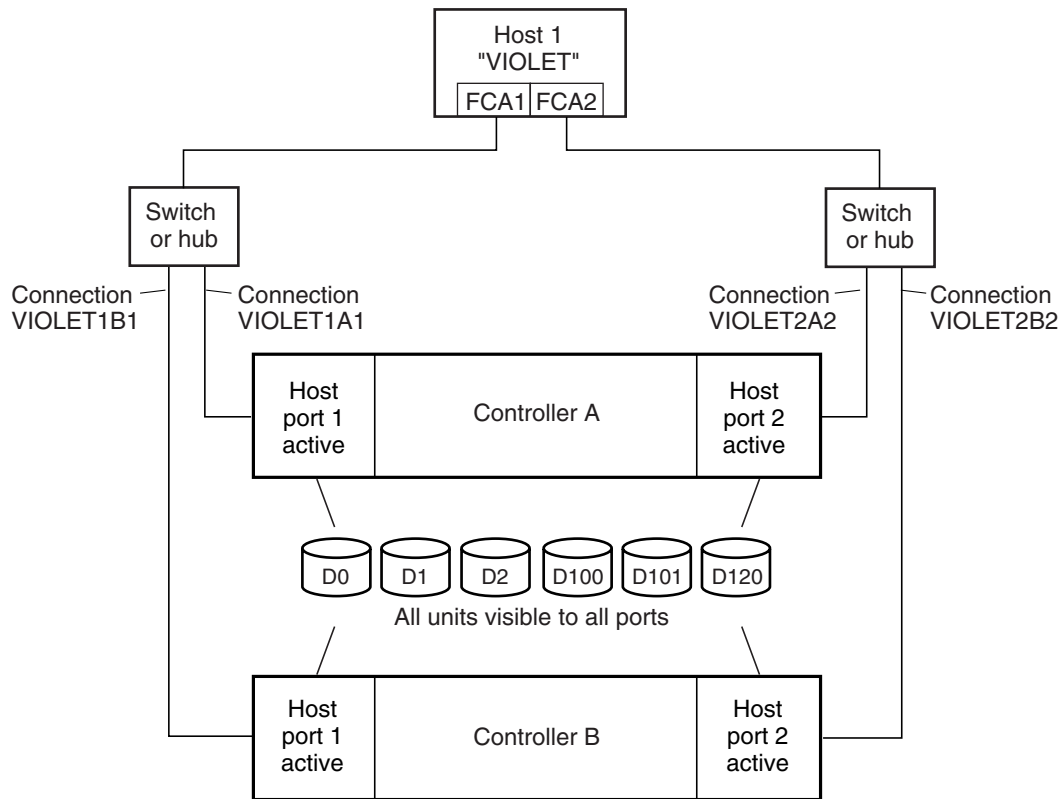 Host 1
"VIOLET"
FCA1 FCA2
Switch
or hub
Switch
or hub
Connection
VIOLET1B1
Connection
VIOLET1A1
Connection
VIOLET2A2
Connection
VIOLET2B2
Host
port 1
active
Controller A
Host
port 2
active
D0 D1 D2 D100 D101 D120
All units visible to all ports
Host
port 1
active
Controller B
Host
port 2
active